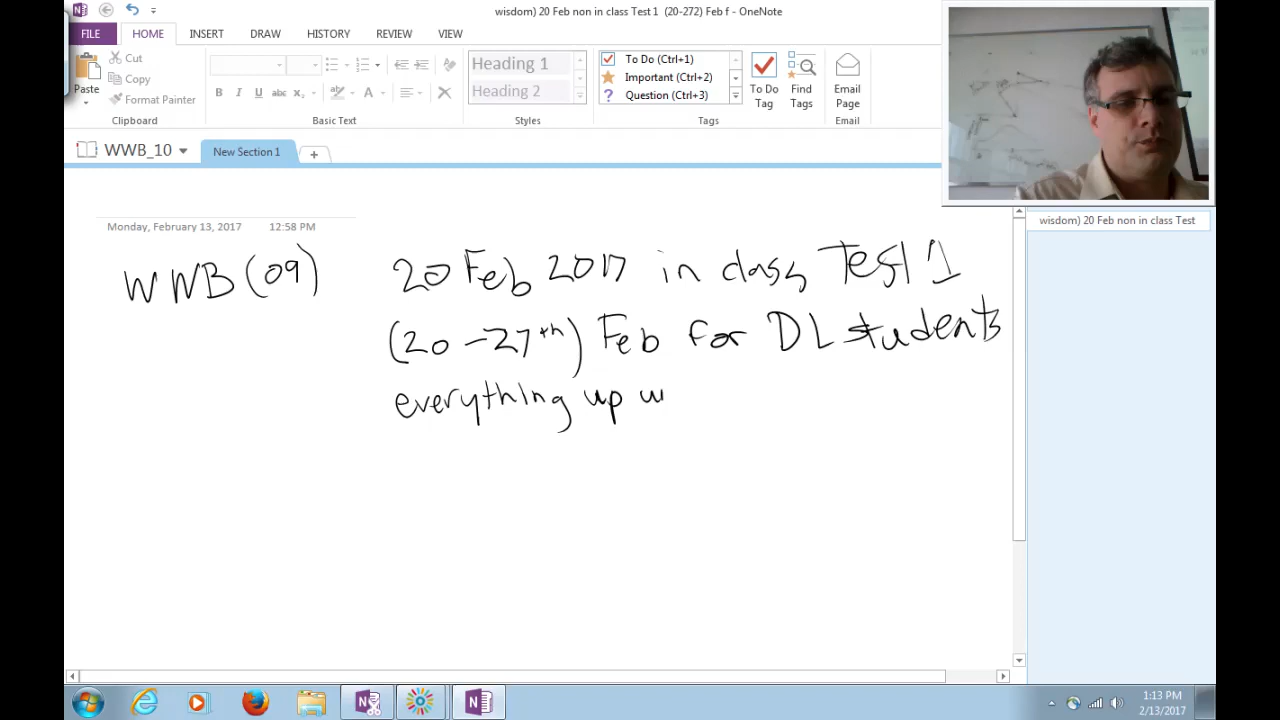 wisdom) 20 Feb non in class Test 1 (20-272) Feb f - OneNote
FILE HOME INSERT DRAW HISTORY REVIEW VIEW
Paste
Cut
Copy
Format Painter
Clipboard
B I U abc x₂ A
Basic Text
Heading 1
Heading 2
Styles
To Do (Ctrl+1)
Important (Ctrl+2)
? Question (Ctrl+3)
Tags
To Do Tag
Find Tags
Email Page
Email
WWB_10 New Section 1 +
wisdom) 20 Feb non in class Test
Monday, February 13, 2017 12:58 PM
WWB (09) 20 Feb 2017 in class Test 1
(20 - 27th) Feb for DL students
everything up w
1:13 PM
2/13/2017